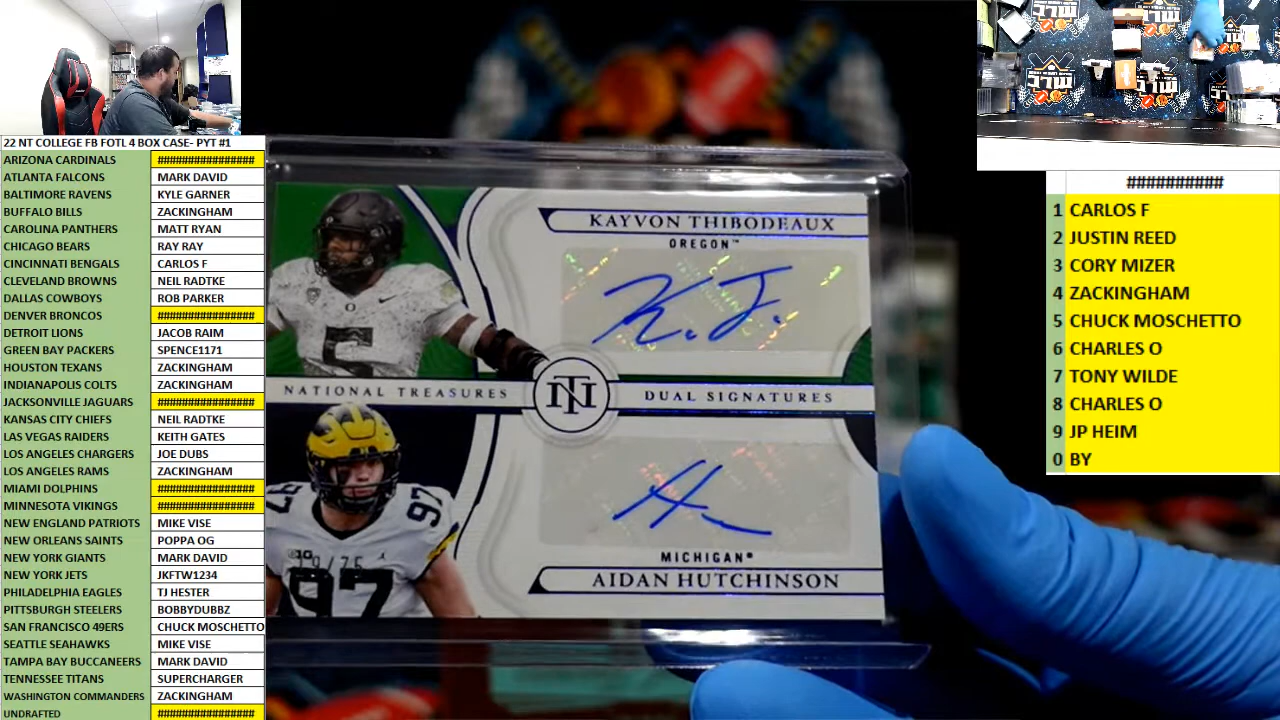 22 NT COLLEGE FB FOTL 4 BOX CASE- PYT #1
ARIZONA CARDINALS ################
ATLANTA FALCONS MARK DAVID
BALTIMORE RAVENS KYLE GARNER
BUFFALO BILLS ZACKINGHAM
CAROLINA PANTHERS MATT RYAN
CHICAGO BEARS RAY RAY
CINCINNATI BENGALS CARLOS F
CLEVELAND BROWNS NEIL RADTKE
DALLAS COWBOYS ROB PARKER
DENVER BRONCOS ################
DETROIT LIONS JACOB RAIM
GREEN BAY PACKERS SPENCE1171
HOUSTON TEXANS ZACKINGHAM
INDIANAPOLIS COLTS ZACKINGHAM
JACKSONVILLE JAGUARS ################
KANSAS CITY CHIEFS NEIL RADTKE
LAS VEGAS RAIDERS KEITH GATES
LOS ANGELES CHARGERS JOE DUBS
LOS ANGELES RAMS ZACKINGHAM
MIAMI DOLPHINS ################
MINNESOTA VIKINGS ################
NEW ENGLAND PATRIOTS MIKE VISE
NEW ORLEANS SAINTS POPPA OG
NEW YORK GIANTS MARK DAVID
NEW YORK JETS JKFTW1234
PHILADELPHIA EAGLES TJ HESTER
PITTSBURGH STEELERS BOBBYDUBBZ
SAN FRANCISCO 49ERS CHUCK MOSCHETTO
SEATTLE SEAHAWKS MIKE VISE
TAMPA BAY BUCCANEERS MARK DAVID
TENNESSEE TITANS SUPERCHARGER
WASHINGTON COMMANDERS ZACKINGHAM
UNDRAFTED ################
KAYVON THIBODEAUX
OREGON™
K. T.
5
NATIONAL TREASURES NT DUAL SIGNATURES
97
97
MICHIGAN®
AIDAN HUTCHINSON
##########
1 CARLOS F
2 JUSTIN REED
3 CORY MIZER
4 ZACKINGHAM
5 CHUCK MOSCHETTO
6 CHARLES O
7 TONY WILDE
8 CHARLES O
9 JP HEIM
0 BY